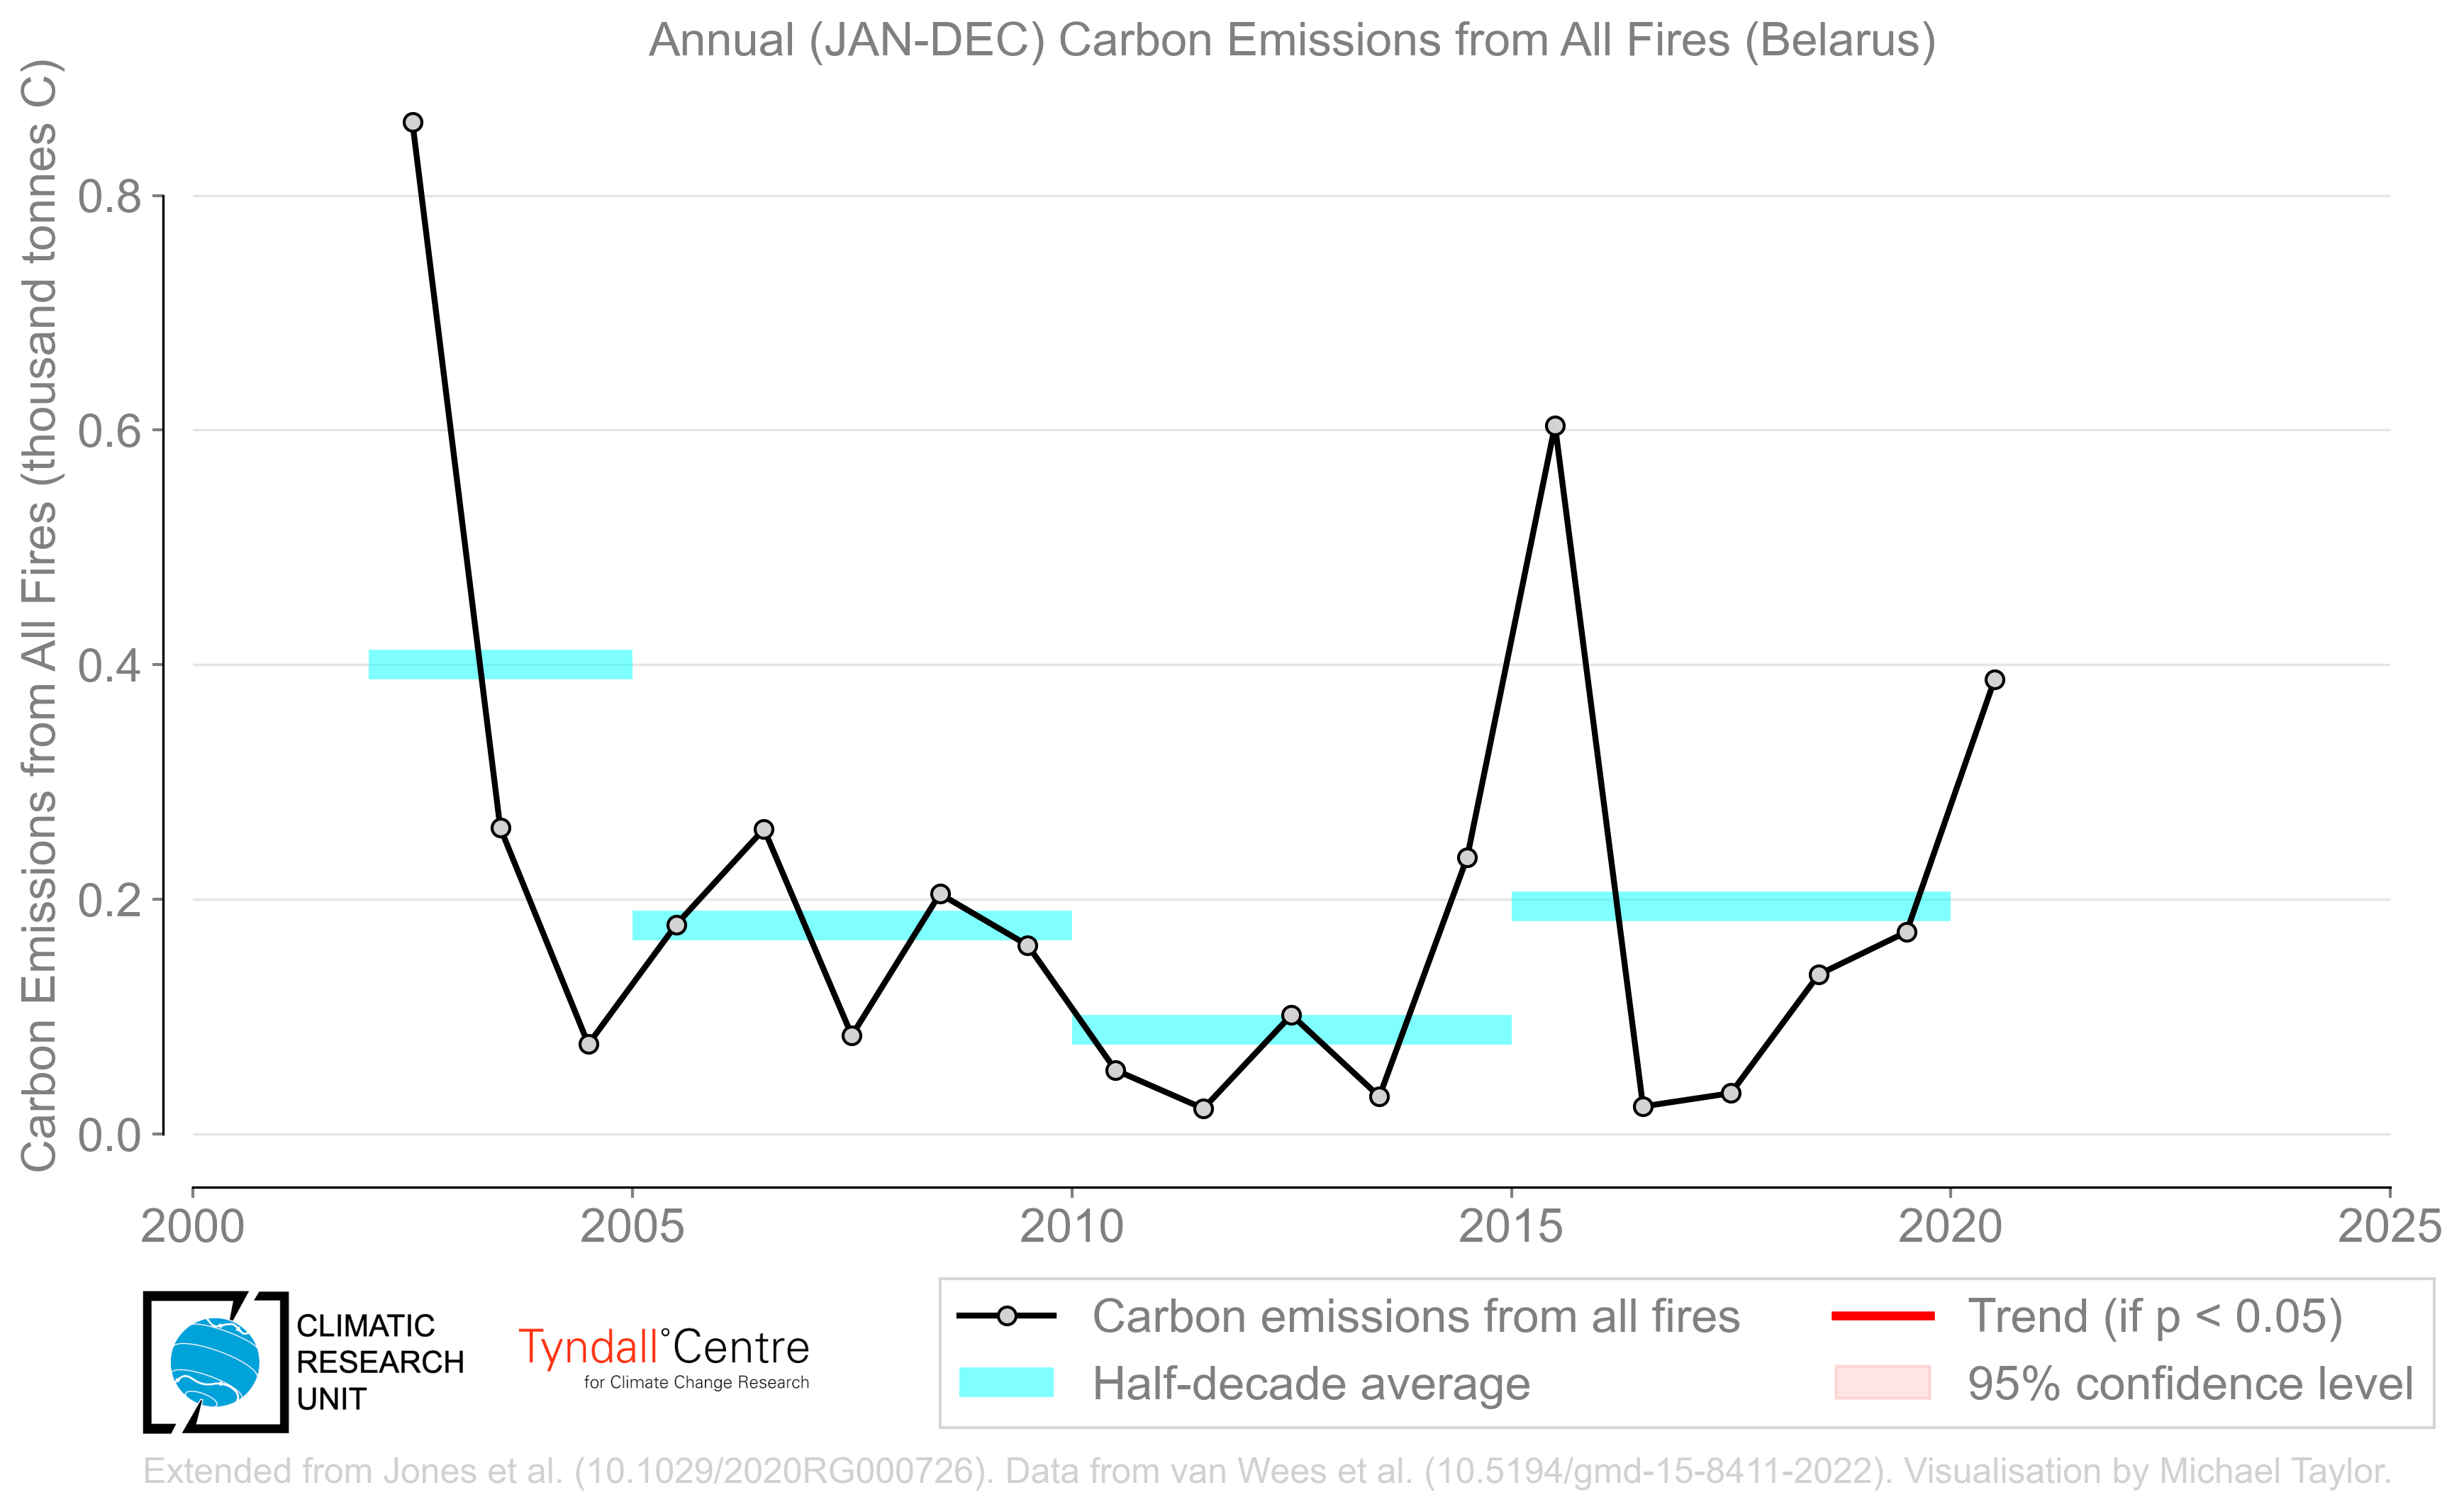 Annual (JAN-DEC) Carbon Emissions from All Fires (Belarus)
Carbon Emissions from All Fires (thousand tonnes C)
0.8
0.6
0.4
0.2
0.0
2000 2005 2010 2015 2020 2025
CLIMATIC
RESEARCH
UNIT
Tyndall°Centre
for Climate Change Research
Carbon emissions from all fires
Half-decade average
Trend (if p < 0.05)
95% confidence level
Extended from Jones et al. (10.1029/2020RG000726). Data from van Wees et al. (10.5194/gmd-15-8411-2022). Visualisation by Michael Taylor.